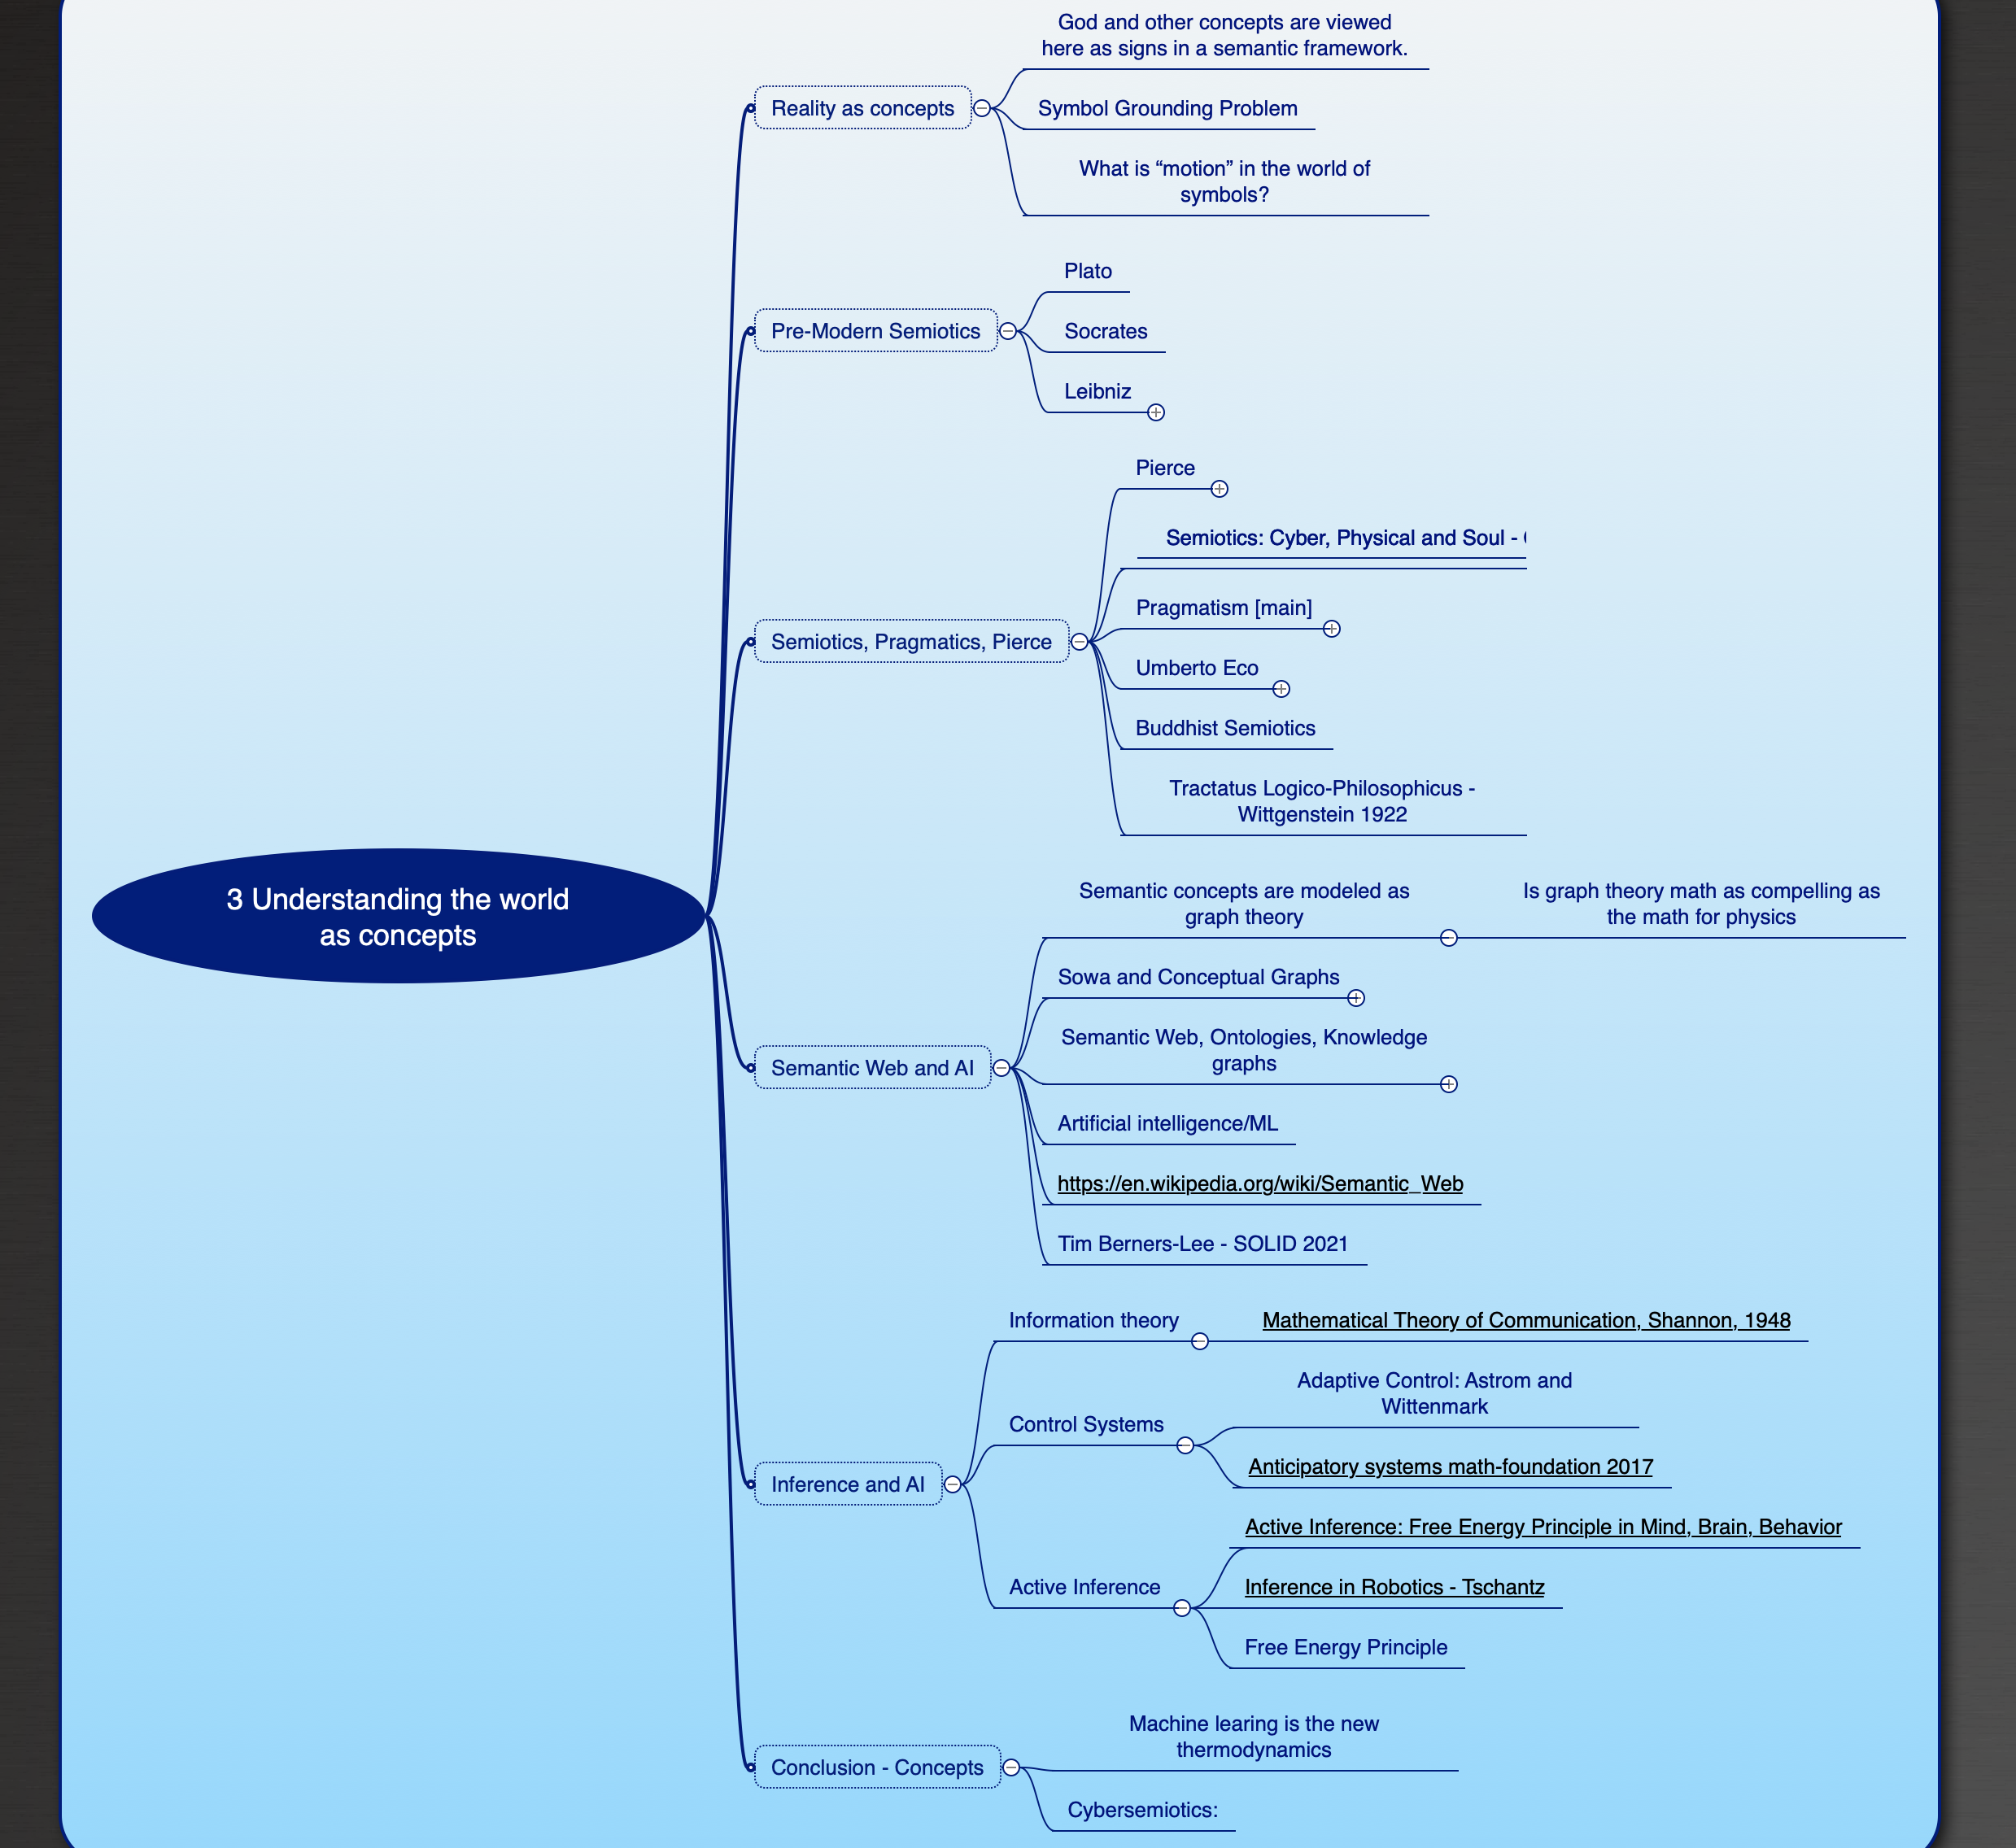 3 Understanding the world
as concepts
Reality as concepts
God and other concepts are viewed
here as signs in a semantic framework.
Symbol Grounding Problem
What is “motion” in the world of
symbols?
Pre-Modern Semiotics
Plato
Socrates
Leibniz
Semiotics, Pragmatics, Pierce
Pierce
Semiotics: Cyber, Physical and Soul -
Pragmatism [main]
Umberto Eco
Buddhist Semiotics
Tractatus Logico-Philosophicus -
Wittgenstein 1922
Semantic Web and AI
Semantic concepts are modeled as
graph theory
Is graph theory math as compelling as
the math for physics
Sowa and Conceptual Graphs
Semantic Web, Ontologies, Knowledge
graphs
Artificial intelligence/ML
https://en.wikipedia.org/wiki/Semantic_Web
Tim Berners-Lee - SOLID 2021
Inference and AI
Information theory
Mathematical Theory of Communication, Shannon, 1948
Control Systems
Adaptive Control: Astrom and
Wittenmark
Anticipatory systems math-foundation 2017
Active Inference
Active Inference: Free Energy Principle in Mind, Brain, Behavior
Inference in Robotics - Tschantz
Free Energy Principle
Conclusion - Concepts
Machine learing is the new
thermodynamics
Cybersemiotics: